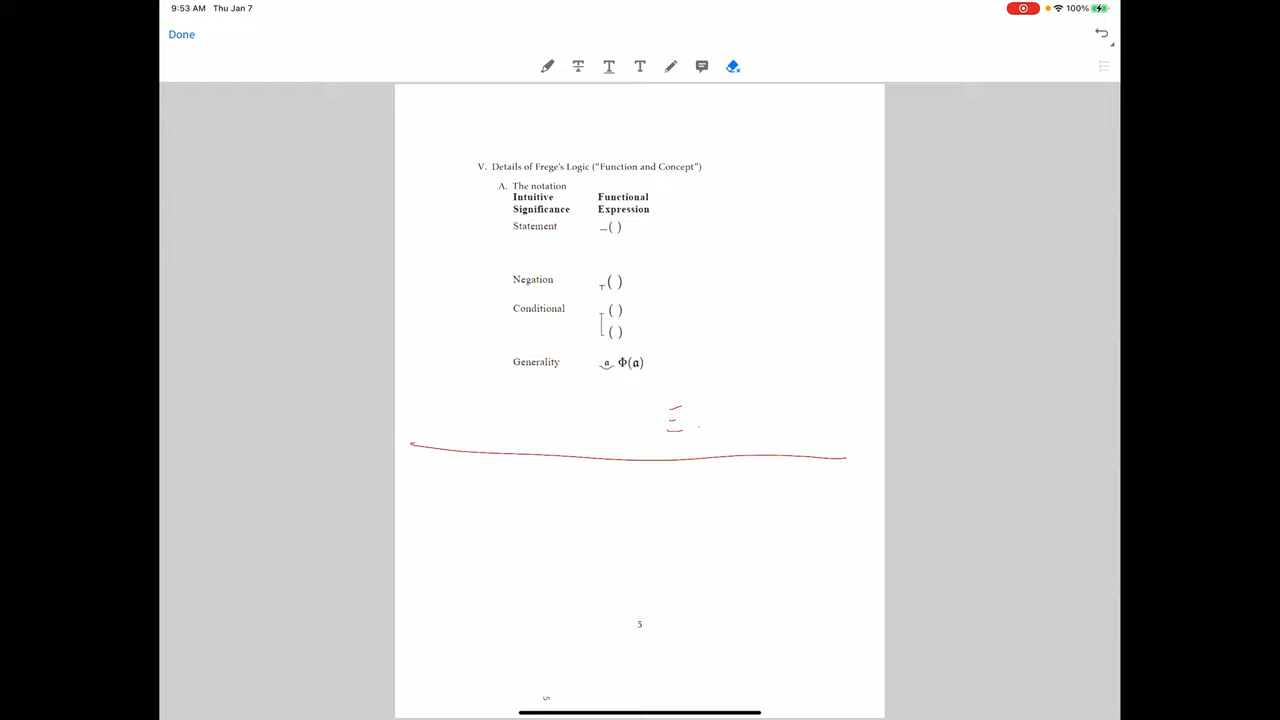 9:53 AM Thu Jan 7
100%
Done
V. Details of Frege's Logic ("Function and Concept")
A. The notation
Intuitive Functional
Significance Expression
Statement —( )
Negation ┬( )
Conditional ( )
( )
Generality 𝔞 Φ(𝔞)
Ξ
5
5